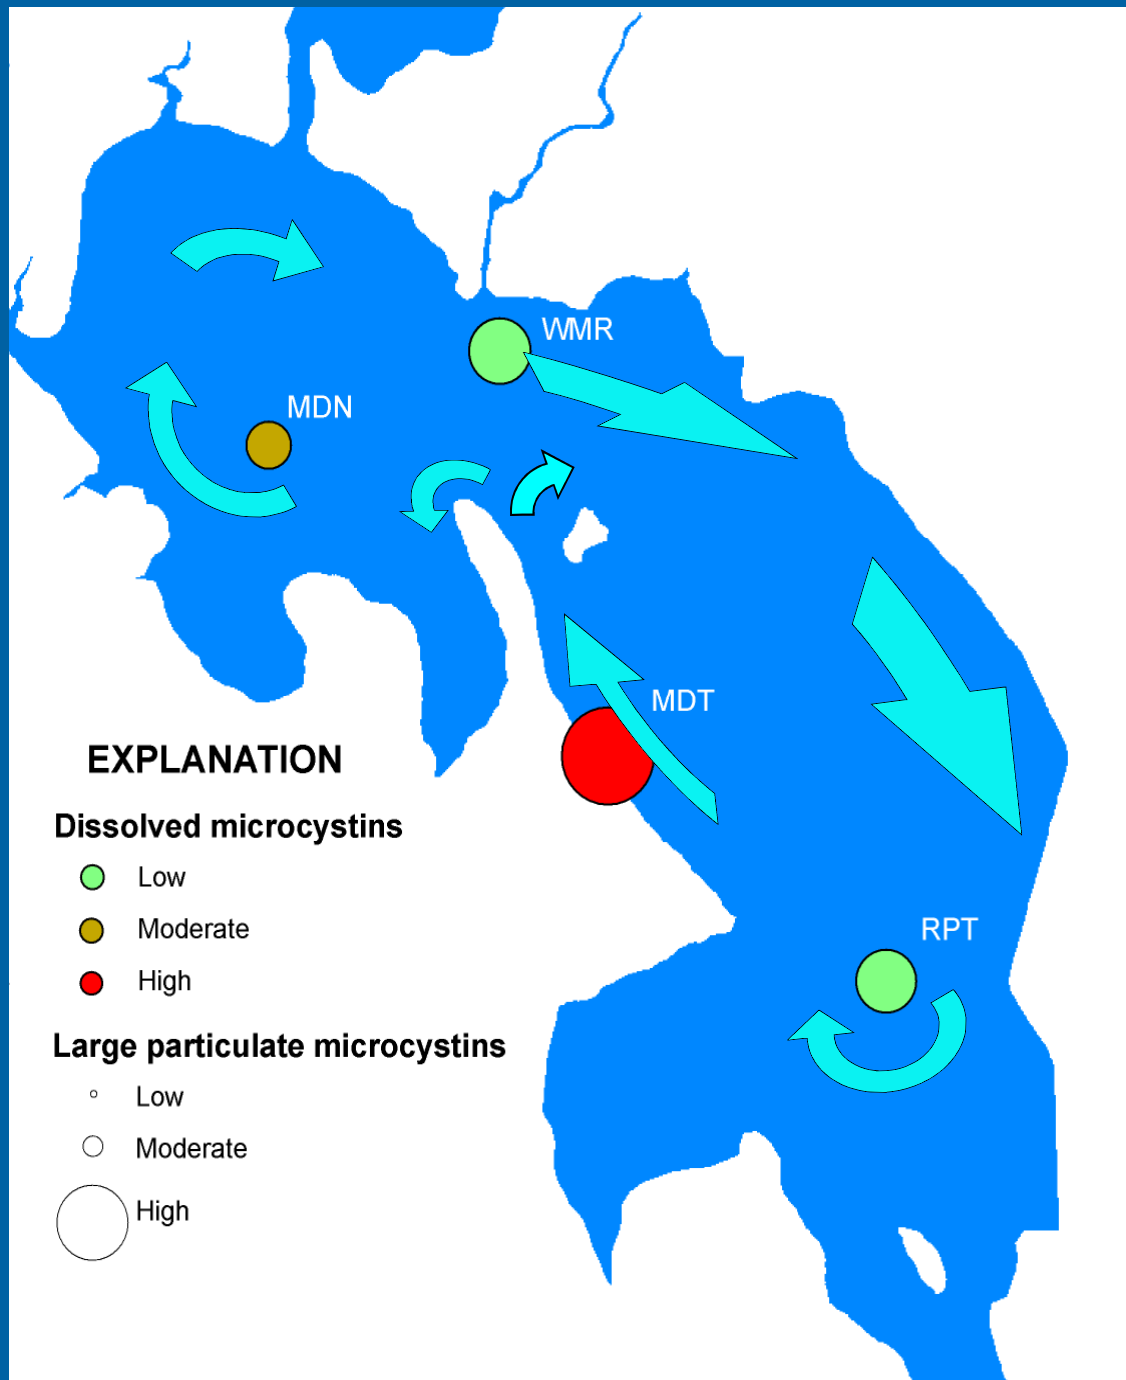 WMR
MDN
MDT
EXPLANATION
Dissolved microcystins
Low
Moderate
High
RPT
Large particulate microcystins
Low
Moderate
High